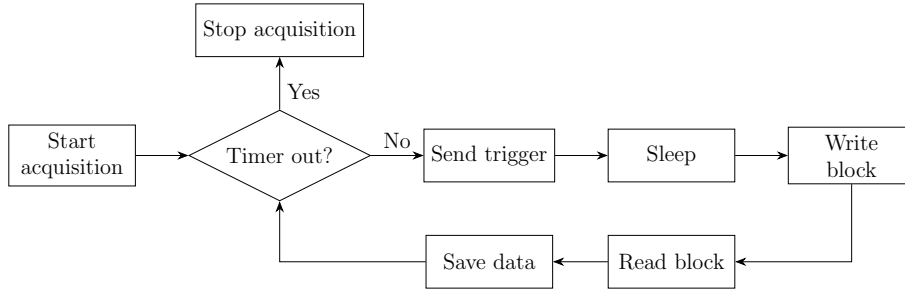 Stop acquisition
Yes
Start
acquisition
Timer out?
No
Send trigger
Sleep
Write
block
Save data
Read block